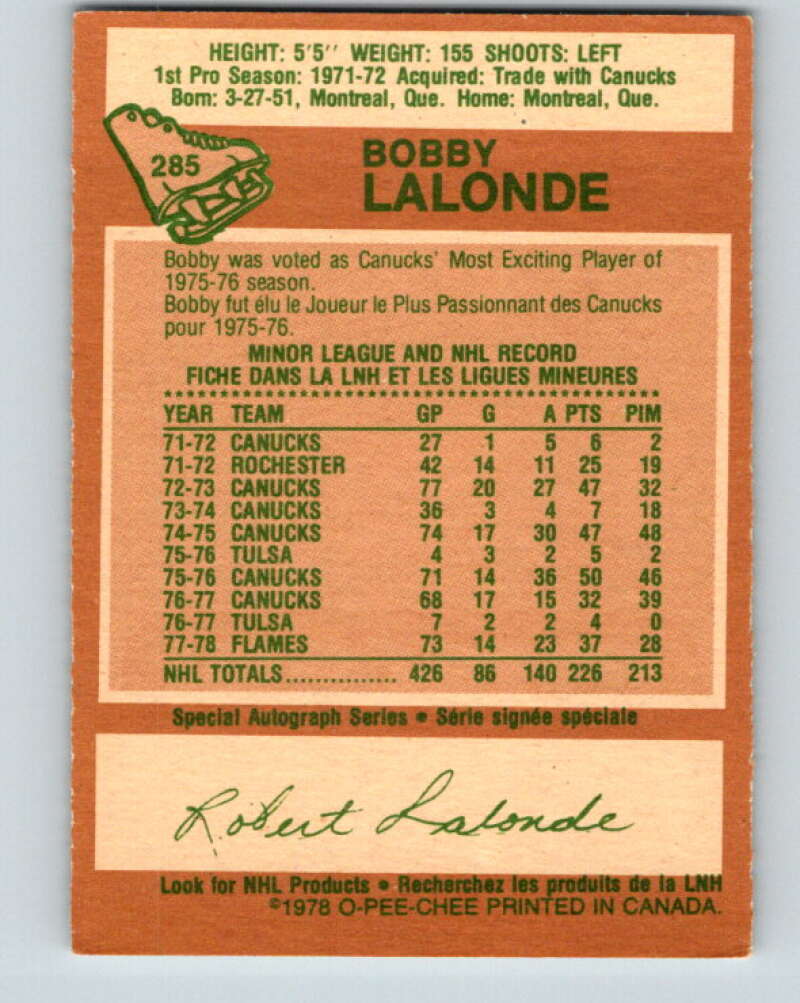 HEIGHT: 5'5'' WEIGHT: 155 SHOOTS: LEFT
1st Pro Season: 1971-72 Acquired: Trade with Canucks
Born: 3-27-51, Montreal, Que. Home: Montreal, Que.
285
BOBBY
LALONDE
Bobby was voted as Canucks' Most Exciting Player of
1975-76 season.
Bobby fut élu le Joueur le Plus Passionnant des Canucks
pour 1975-76.
MINOR LEAGUE AND NHL RECORD
FICHE DANS LA LNH ET LES LIGUES MINEURES
YEAR TEAM GP G A PTS PIM
71-72 CANUCKS 27 1 5 6 2
71-72 ROCHESTER 42 14 11 25 19
72-73 CANUCKS 77 20 27 47 32
73-74 CANUCKS 36 3 4 7 18
74-75 CANUCKS 74 17 30 47 48
75-76 TULSA 4 3 2 5 2
75-76 CANUCKS 71 14 36 50 46
76-77 CANUCKS 68 17 15 32 39
76-77 TULSA 7 2 2 4 0
77-78 FLAMES 73 14 23 37 28
NHL TOTALS............... 426 86 140 226 213
Special Autograph Series • Série signée spéciale
Robert Lalonde
Look for NHL Products • Recherchez les produits de la LNH
©1978 O-PEE-CHEE PRINTED IN CANADA.